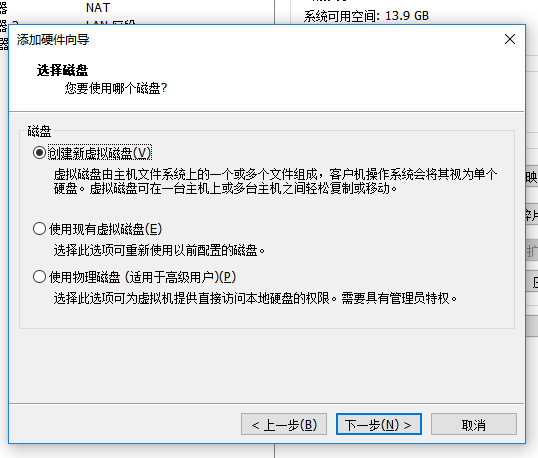 器
NAT
系统可用空间: 13.9 GB
添加硬件向导
选择磁盘
您要使用哪个磁盘?
磁盘
创建新虚拟磁盘(V)
虚拟磁盘由主机文件系统上的一个或多个文件组成，客户机操作系统会将其视为单个
硬盘。虚拟磁盘可在一台主机上或多台主机之间轻松复制或移动。
使用现有虚拟磁盘(E)
选择此选项可重新使用以前配置的磁盘。
使用物理磁盘 (适用于高级用户)(P)
选择此选项可为虚拟机提供直接访问本地硬盘的权限。需要具有管理员特权。
映
< 上一步(B)
下一步(N) >
取消